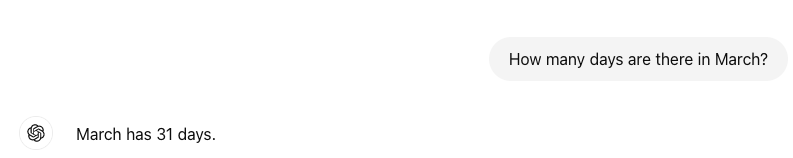 How many days are there in March?
March has 31 days.